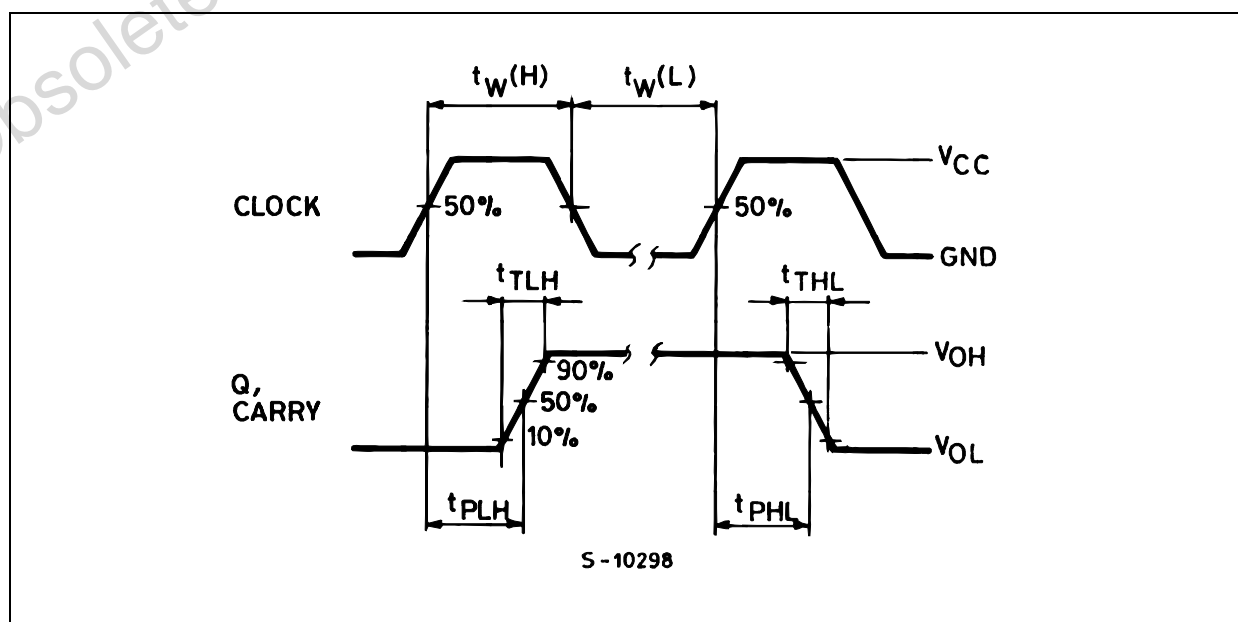 obsolete
tW(H) tW(L)
VCC
CLOCK 50% 50%
GND
tTLH tTHL
VOH
90%
Q,
50%
CARRY
10%
VOL
tPLH tPHL
S-10298